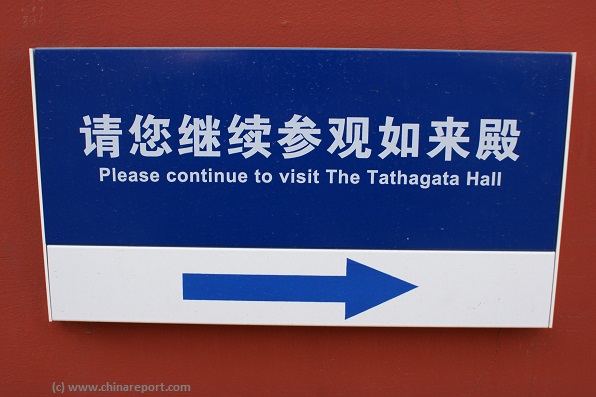 请您继续参观如来殿
Please continue to visit The Tathagata Hall
(c) www.chinareport.com